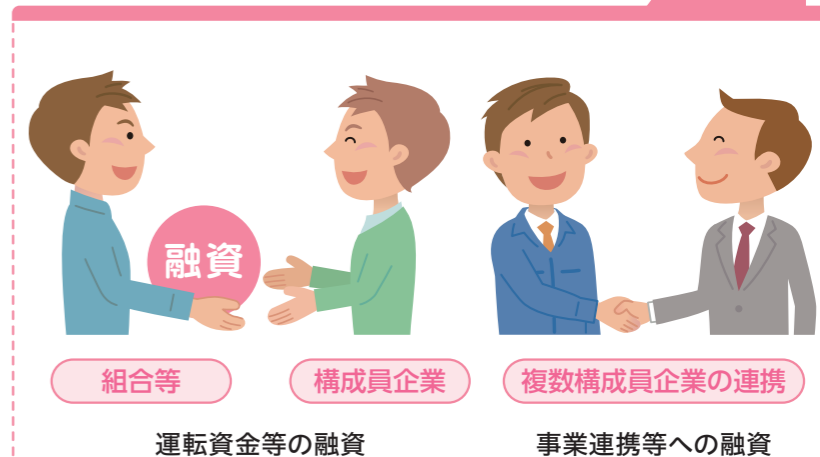 融資
組合等
構成員企業
複数構成員企業の連携
運転資金等の融資
事業連携等への融資